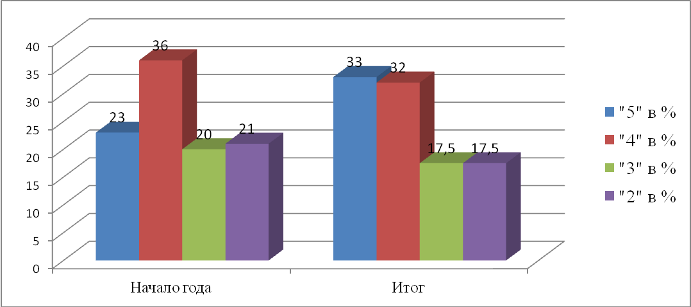 40
35
30
25
20
15
10
5
0
23
36
20
21
33
32
17,5
17,5
Начало года
Итог
"5" в %
"4" в %
"3" в %
"2" в %